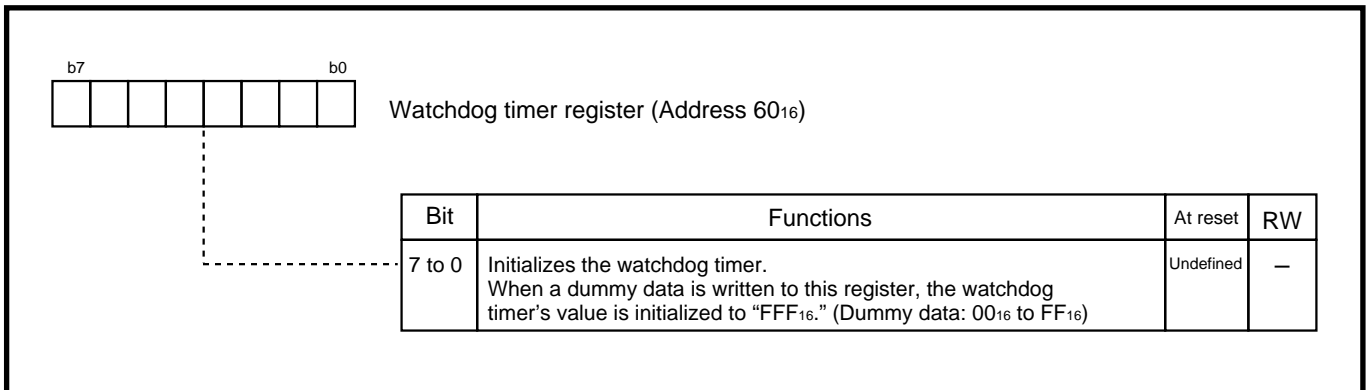 b7 b0
Watchdog timer register (Address 60₁₆)
Bit Functions At reset RW
7 to 0 Initializes the watchdog timer. Undefined –
When a dummy data is written to this register, the watchdog
timer’s value is initialized to “FFF₁₆.” (Dummy data: 00₁₆ to FF₁₆)